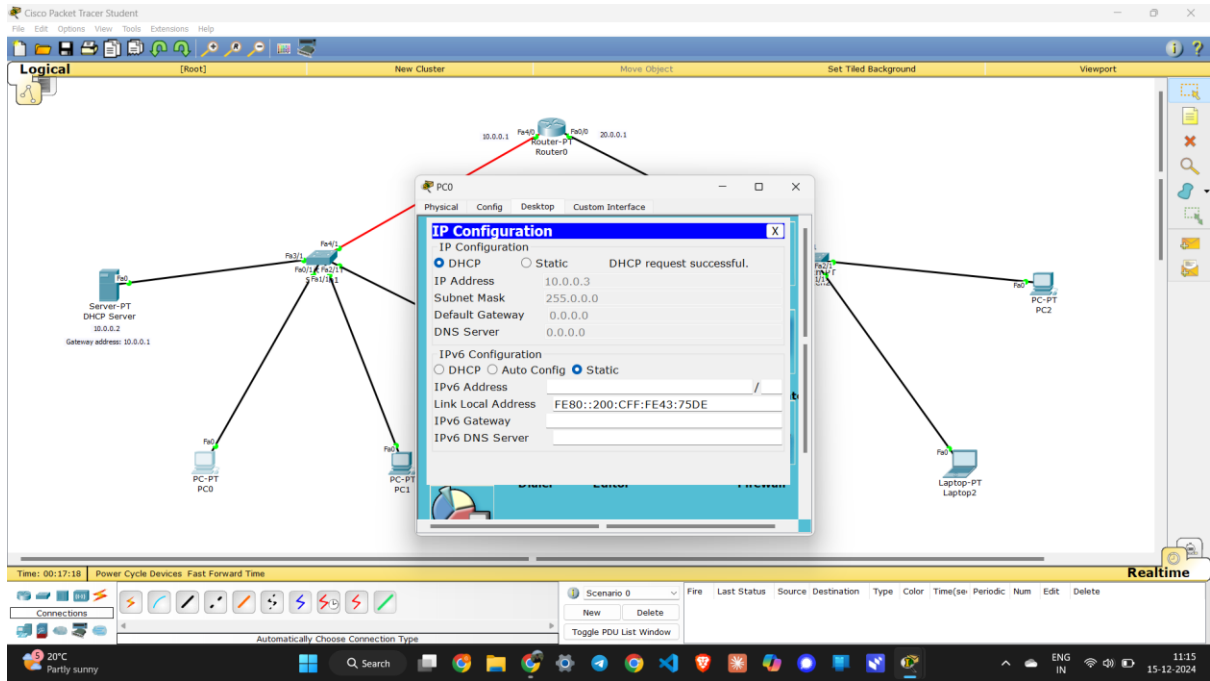 Cisco Packet Tracer Student
File Edit Options View Tools Extensions Help
Logical [Root] New Cluster Move Object Set Tiled Background Viewport
10.0.0.1 Fa4/0 Fa0/0 20.0.0.1
Router-PT
Router0
PC0
Physical Config Desktop Custom Interface
IP Configuration X
IP Configuration
DHCP Static DHCP request successful.
IP Address 10.0.0.3
Subnet Mask 255.0.0.0
Default Gateway 0.0.0.0
DNS Server 0.0.0.0
IPv6 Configuration
DHCP Auto Config Static
IPv6 Address /
Link Local Address FE80::200:CFF:FE43:75DE
IPv6 Gateway
IPv6 DNS Server
Fa4/1
Fa3/1
Fa0/1 Fa2/1
Fa1/1
Fa0
Server-PT
DHCP Server
10.0.0.2
Gateway address: 10.0.0.1
Fa0
PC-PT
PC0
Fa0
PC-PT
PC1
Fa2/1
Fa0
PC-PT
PC2
Fa0
Laptop-PT
Laptop2
Time: 00:17:18 Power Cycle Devices Fast Forward Time Realtime
Connections
Automatically Choose Connection Type
Scenario 0
New Delete
Toggle PDU List Window
Fire Last Status Source Destination Type Color Time(se Periodic Num Edit Delete
5
20°C
Partly sunny
Search
ENG
IN
11:15
15-12-2024